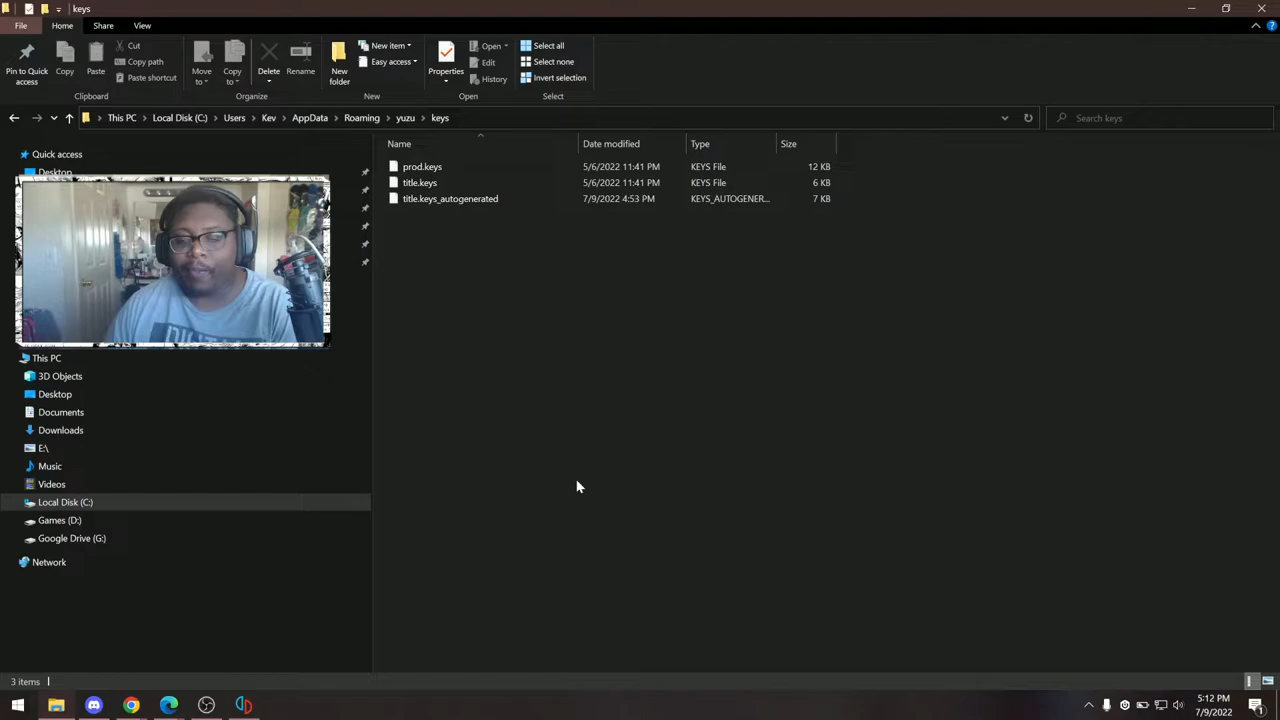 keys
File Home Share View
Pin to Quick access
Copy
Paste
Cut
Copy path
Paste shortcut
Clipboard
Move to
Copy to
Delete
Rename
Organize
New folder
New item
Easy access
New
Properties
Open
Edit
History
Open
Select all
Select none
Invert selection
Select
This PC > Local Disk (C:) > Users > Kev > AppData > Roaming > yuzu > keys
Search keys
Name Date modified Type Size
prod.keys 5/6/2022 11:41 PM KEYS File 12 KB
title.keys 5/6/2022 11:41 PM KEYS File 6 KB
title.keys_autogenerated 7/9/2022 4:53 PM KEYS_AUTOGENER... 7 KB
Quick access
Desktop
This PC
3D Objects
Desktop
Documents
Downloads
E:\
Music
Videos
Local Disk (C:)
Games (D:)
Google Drive (G:)
Network
3 items
5:12 PM
7/9/2022